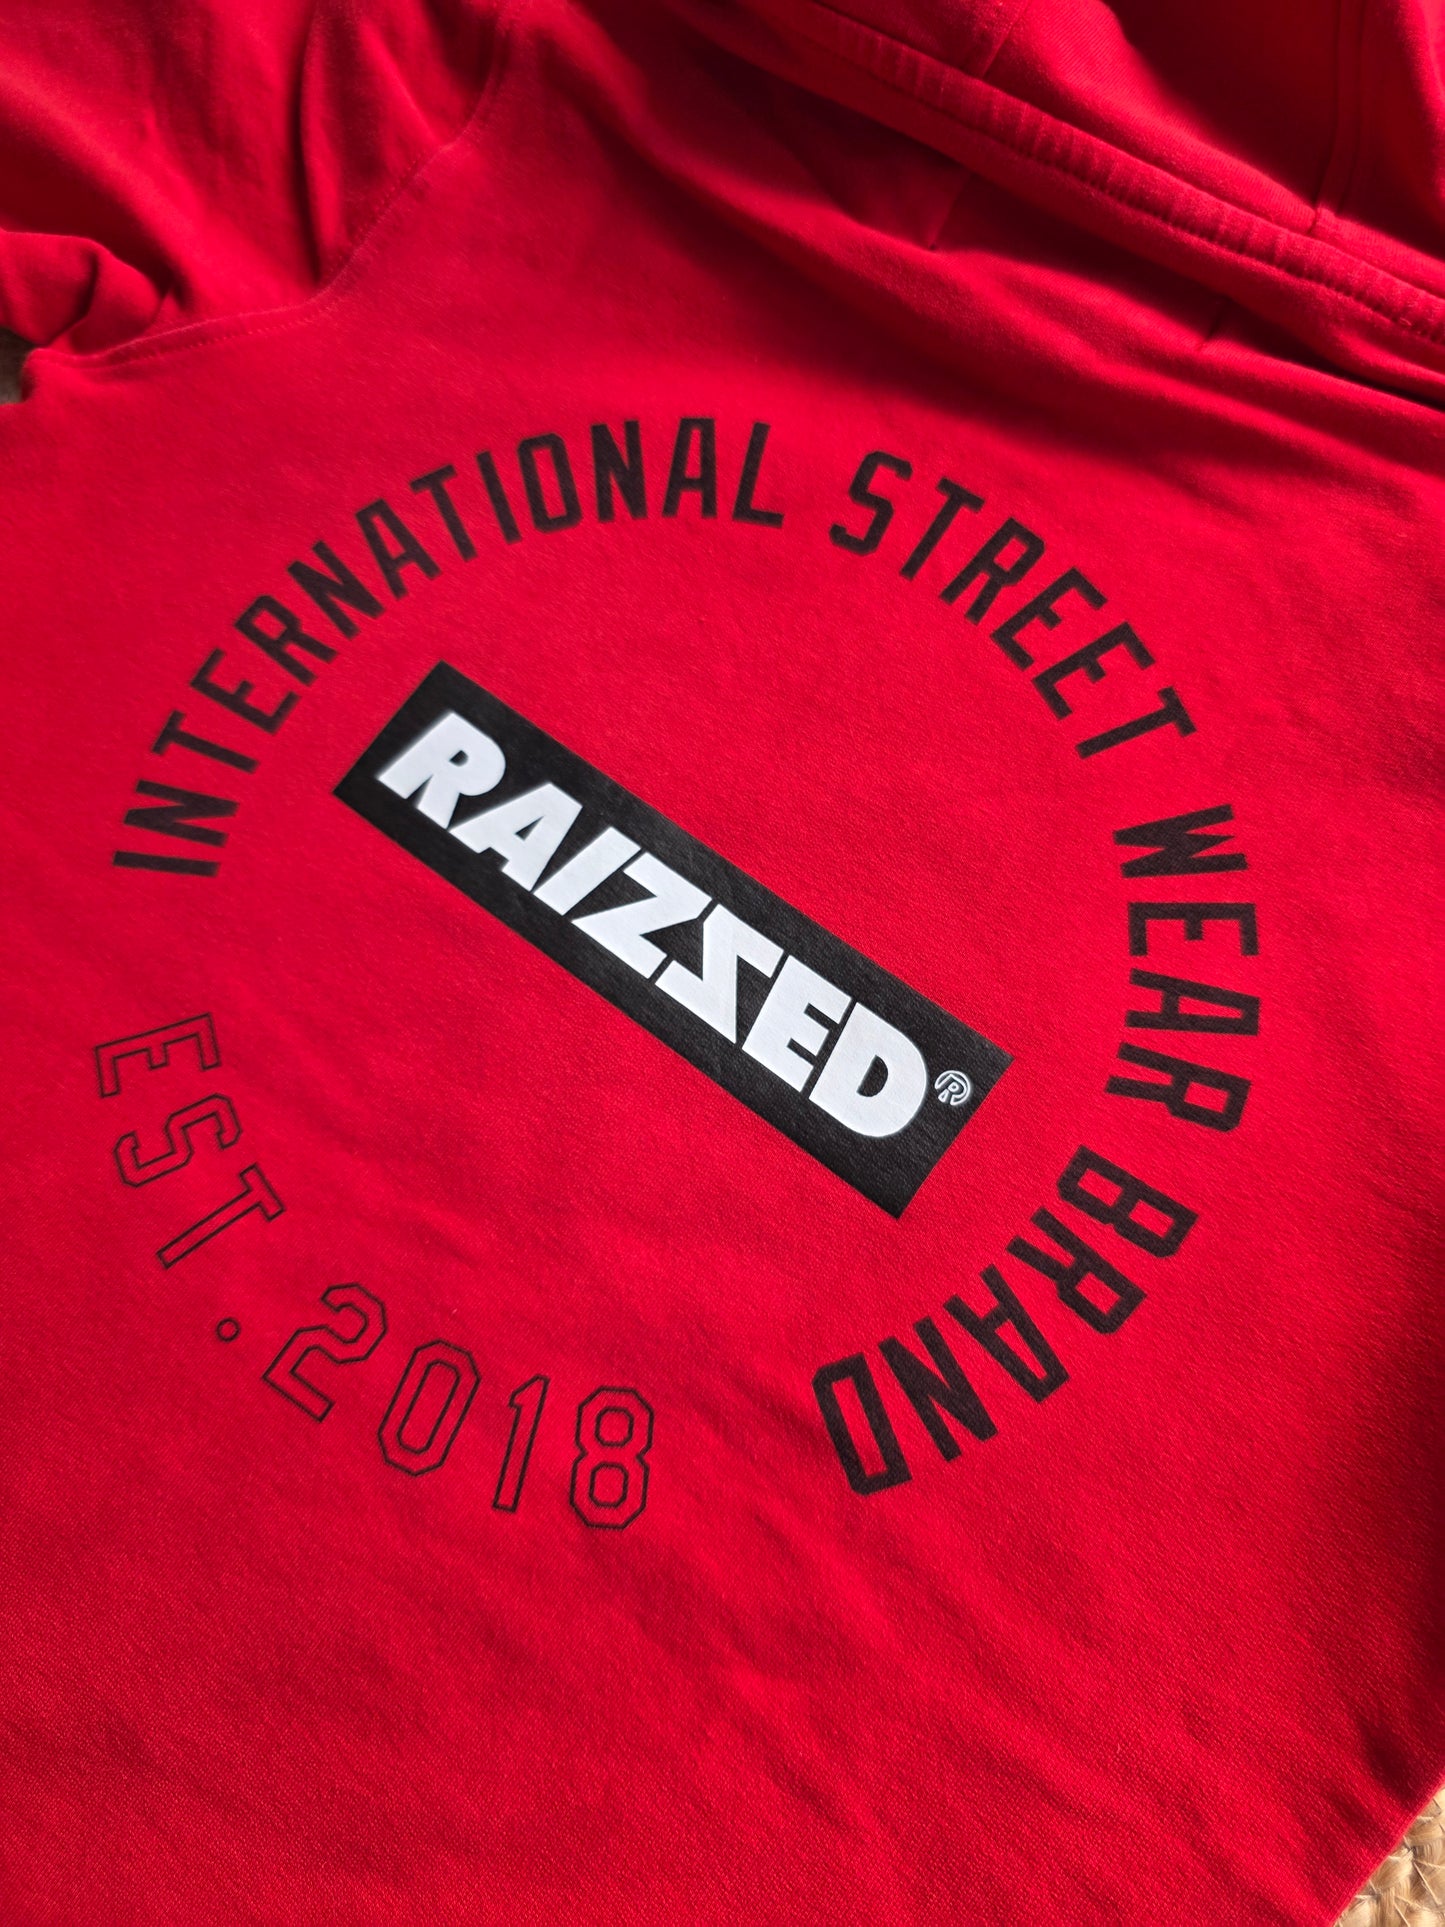 INTERNATIONAL STREET WEAR BRAND
RAIZSED®
EST.2018